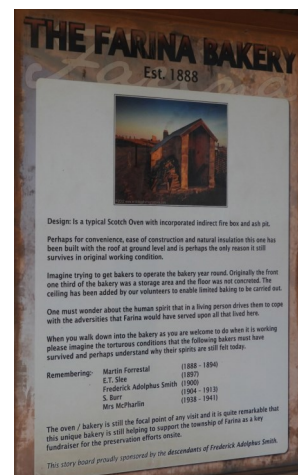 THE FARINA BAKERY
Est. 1888
Design: Is a typical Scotch Oven with incorporated indirect fire box and ash pit.
Perhaps for convenience, ease of construction and natural insulation this one has
been built with the roof at ground level and is perhaps the only reason it still
survives in original working condition.
Imagine trying to get bakers to operate the bakery year round. Originally the front
one third of the bakery was a storage area and the floor was not concreted. The
ceiling has been added by our volunteers to enable limited baking to be carried out.
One must wonder about the human spirit that in a living person drives them to cope
with the adversities that Farina would have served upon all that lived here.
When you walk down into the bakery as you are welcome to do when it is working
please imagine the torturous conditions that the following bakers must have
survived and perhaps understand why their spirits are still felt today.
Remembering:- Martin Forrestal (1888 - 1894)
E.T. Slee (1897)
Frederick Adolphus Smith (1900)
S. Burr (1904 - 1913)
Mrs McPharlin (1938 - 1941)
The oven / bakery is still the focal point of any visit and it is quite remarkable that
this unique bakery is still helping to support the township of Farina as a key
fundraiser for the preservation efforts onsite.
This story board proudly sponsored by the descendants of Frederick Adolphus Smith.